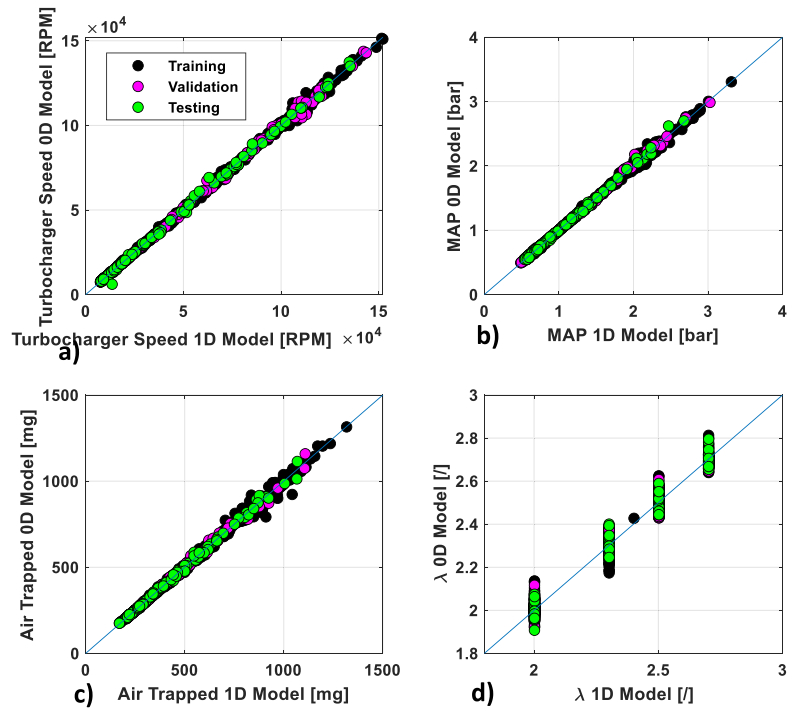 ×10⁴
Turbocharger Speed 0D Model [RPM]
15
10
5
0
Training
Validation
Testing
0
5
10
15
Turbocharger Speed 1D Model [RPM] ×10⁴
a)
MAP 0D Model [bar]
4
3
2
1
0
0
1
2
3
4
MAP 1D Model [bar]
b)
Air Trapped 0D Model [mg]
1500
1000
500
0
0
500
1000
1500
Air Trapped 1D Model [mg]
c)
λ 0D Model [/]
3
2.8
2.6
2.4
2.2
2
1.8
2
2.5
3
λ 1D Model [/]
d)